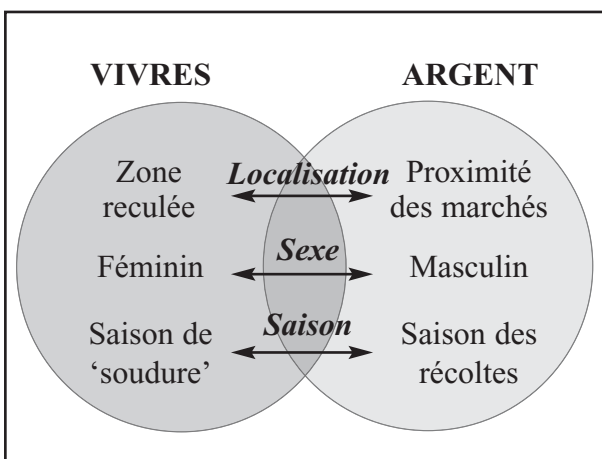 VIVRES ARGENT
Zone Localisation Proximité
reculée des marchés
Féminin Sexe Masculin
Saison de Saison Saison des
‘soudure’ récoltes